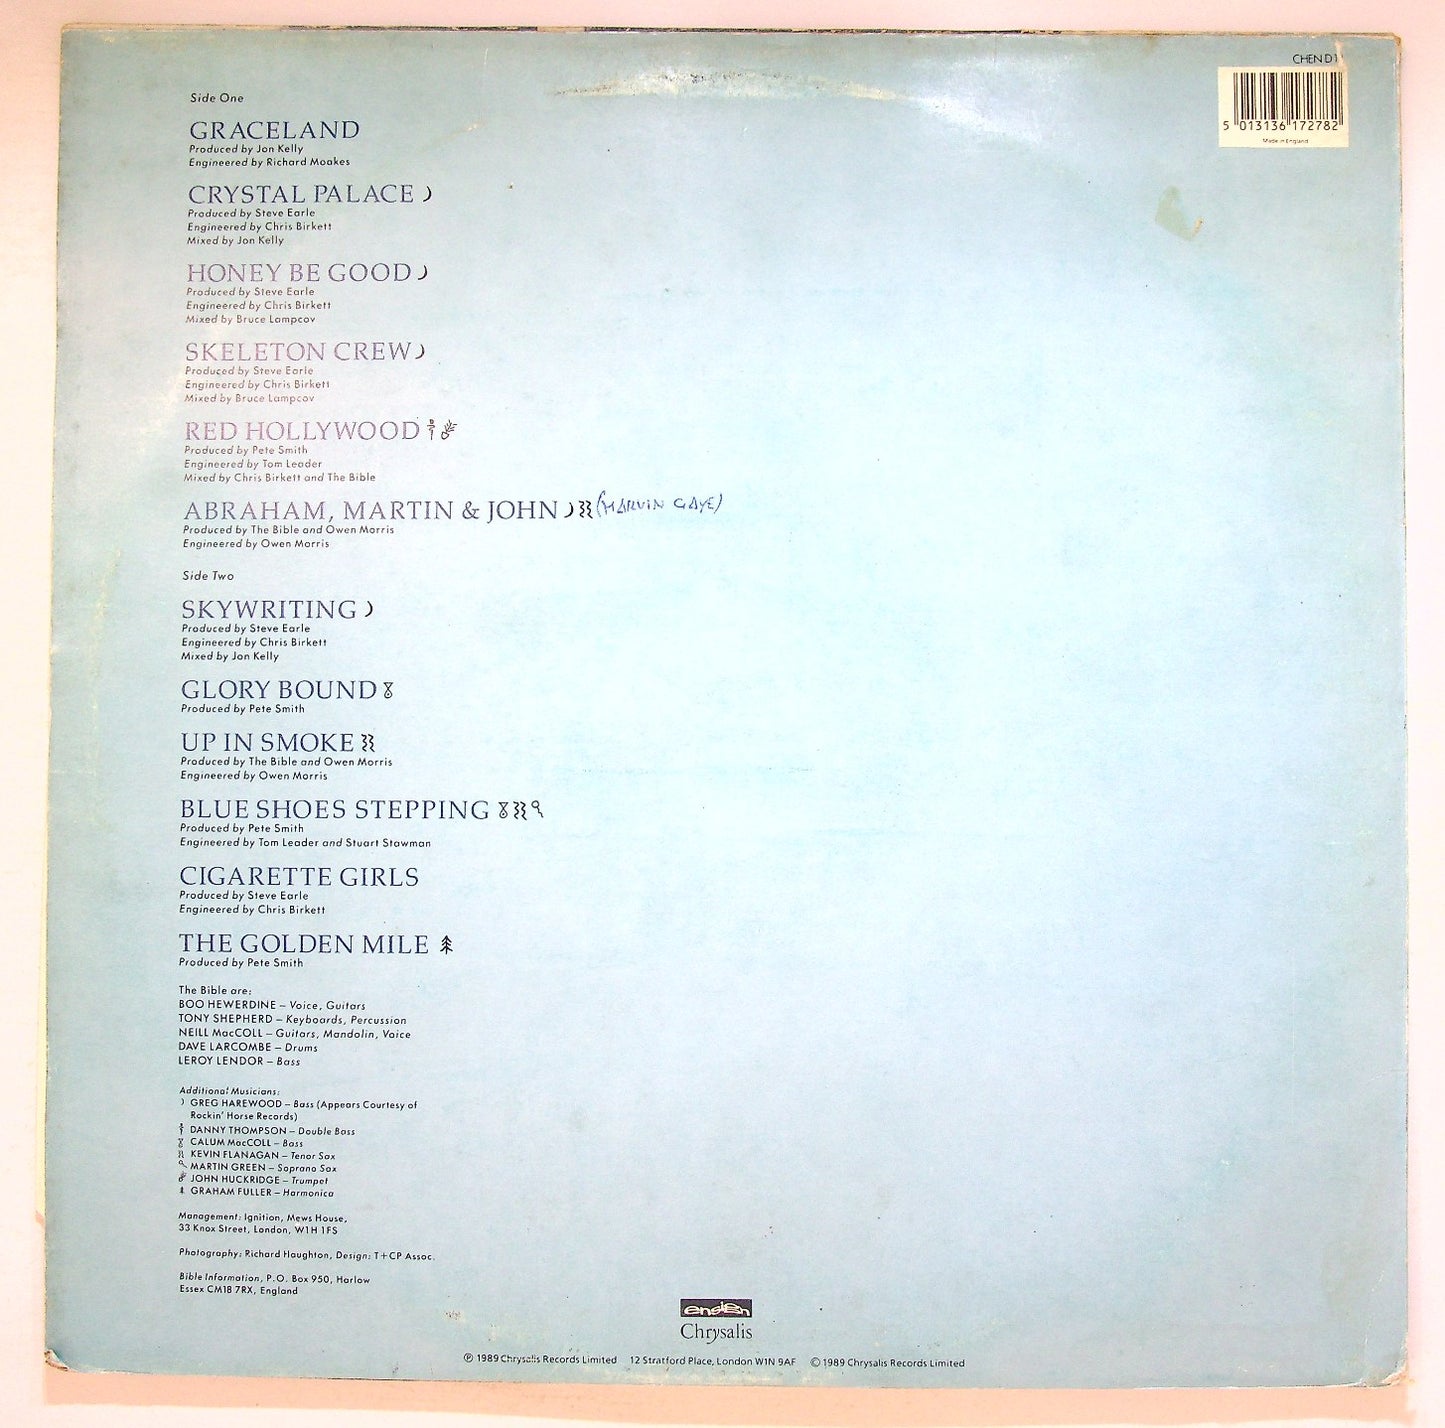 CHEN D1
5 013136 172782
Made in England
Side One
GRACELAND
Produced by Jon Kelly
Engineered by Richard Moakes
CRYSTAL PALACE
Produced by Steve Earle
Engineered by Chris Birkett
Mixed by Jon Kelly
HONEY BE GOOD
Produced by Steve Earle
Engineered by Chris Birkett
Mixed by Bruce Lampcov
SKELETON CREW
Produced by Steve Earle
Engineered by Chris Birkett
Mixed by Bruce Lampcov
RED HOLLYWOOD
Produced by Pete Smith
Engineered by Tom Leader
Mixed by Chris Birkett and The Bible
ABRAHAM, MARTIN & JOHN (MARVIN GAYE)
Produced by The Bible and Owen Morris
Engineered by Owen Morris
Side Two
SKYWRITING
Produced by Steve Earle
Engineered by Chris Birkett
Mixed by Jon Kelly
GLORY BOUND
Produced by Pete Smith
UP IN SMOKE
Produced by The Bible and Owen Morris
Engineered by Owen Morris
BLUE SHOES STEPPING
Produced by Pete Smith
Engineered by Tom Leader and Stuart Stawman
CIGARETTE GIRLS
Produced by Steve Earle
Engineered by Chris Birkett
THE GOLDEN MILE
Produced by Pete Smith
The Bible are:
BOO HEWERDINE – Voice, Guitars
TONY SHEPHERD – Keyboards, Percussion
NEILL MacCOLL – Guitars, Mandolin, Voice
DAVE LARCOMBE – Drums
LEROY LENDOR – Bass
Additional Musicians:
GREG HAREWOOD – Bass (Appears Courtesy of
Rockin' Horse Records)
DANNY THOMPSON – Double Bass
CALUM MacCOLL – Bass
KEVIN FLANAGAN – Tenor Sax
MARTIN GREEN – Soprano Sax
JOHN HUCKRIDGE – Trumpet
GRAHAM FULLER – Harmonica
Management: Ignition, Mews House,
33 Knox Street, London, W1H 1FS
Photography: Richard Haughton, Design: T+CP Assoc.
Bible Information, P.O. Box 950, Harlow
Essex CM18 7RX, England
ensign
Chrysalis
℗ 1989 Chrysalis Records Limited 12 Stratford Place, London W1N 9AF © 1989 Chrysalis Records Limited